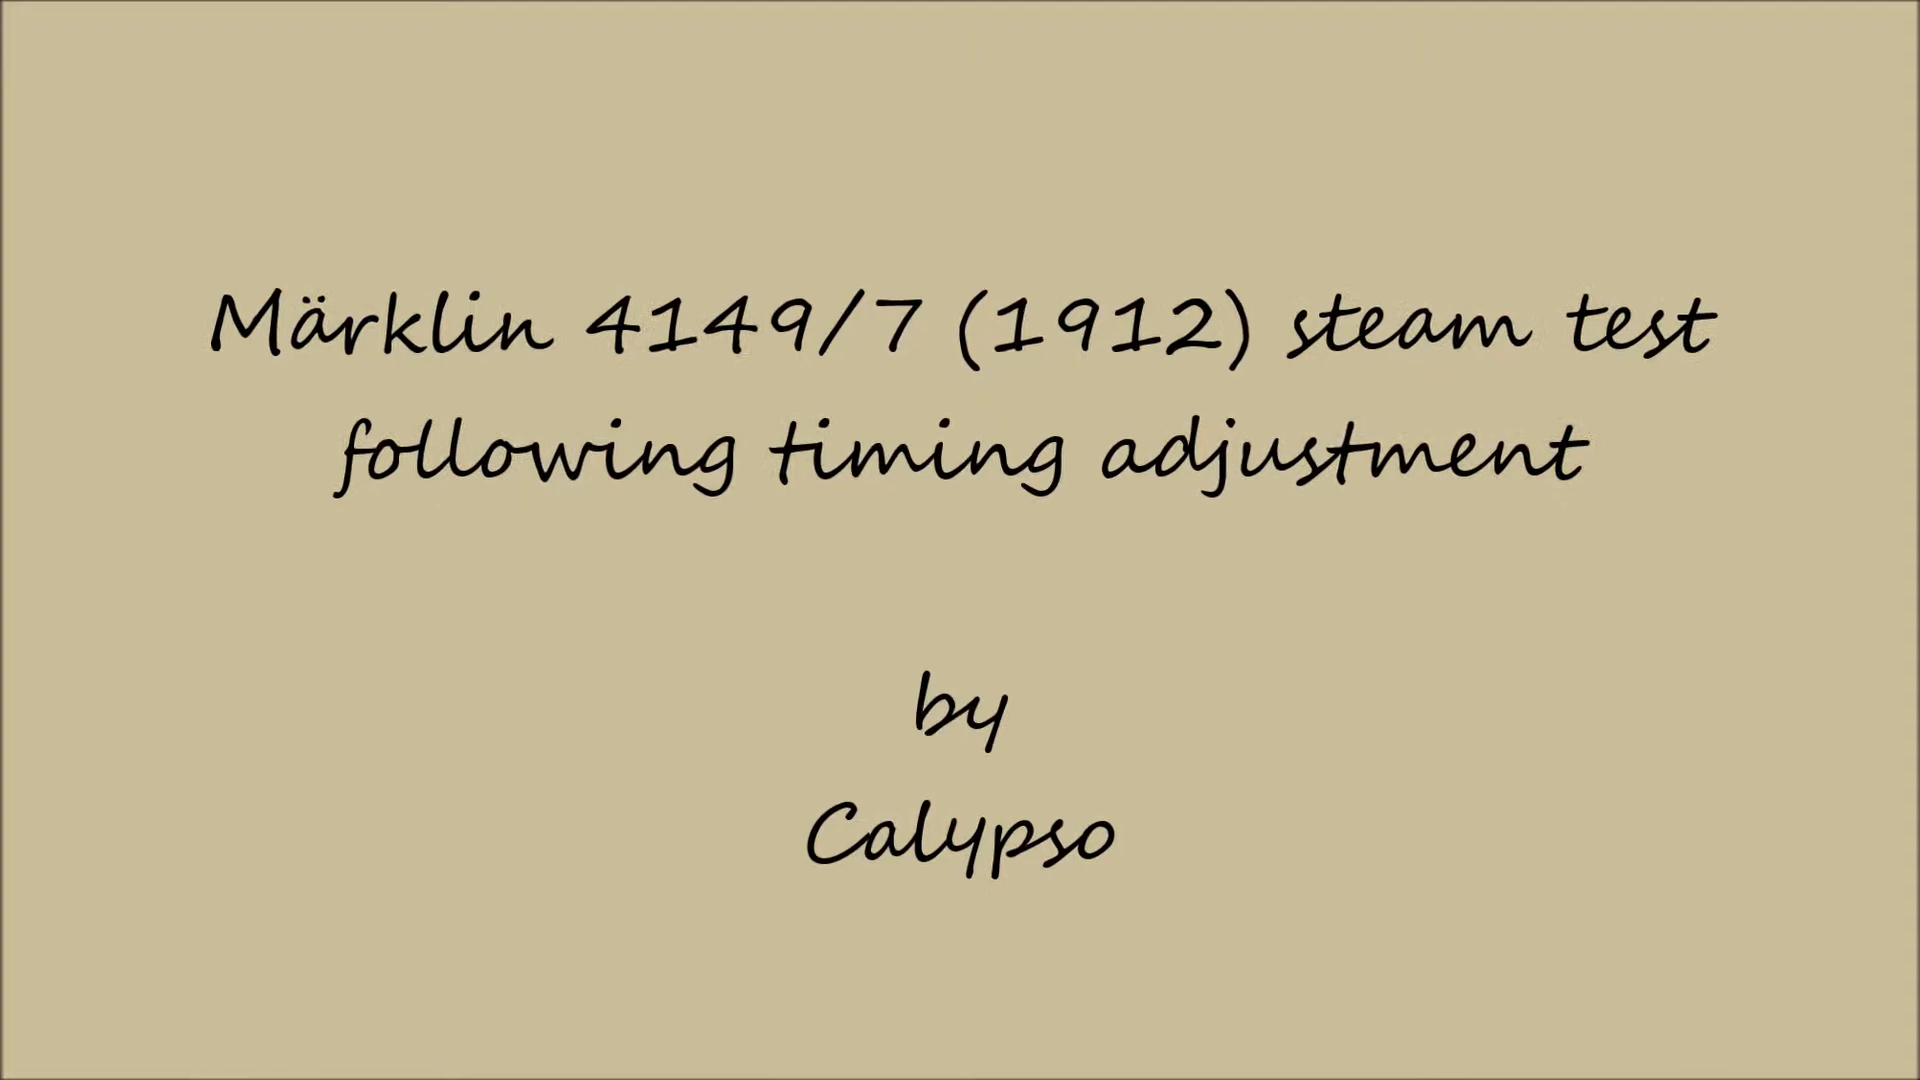 Märklin 4149/7 (1912) steam test
following timing adjustment
by
Calypso